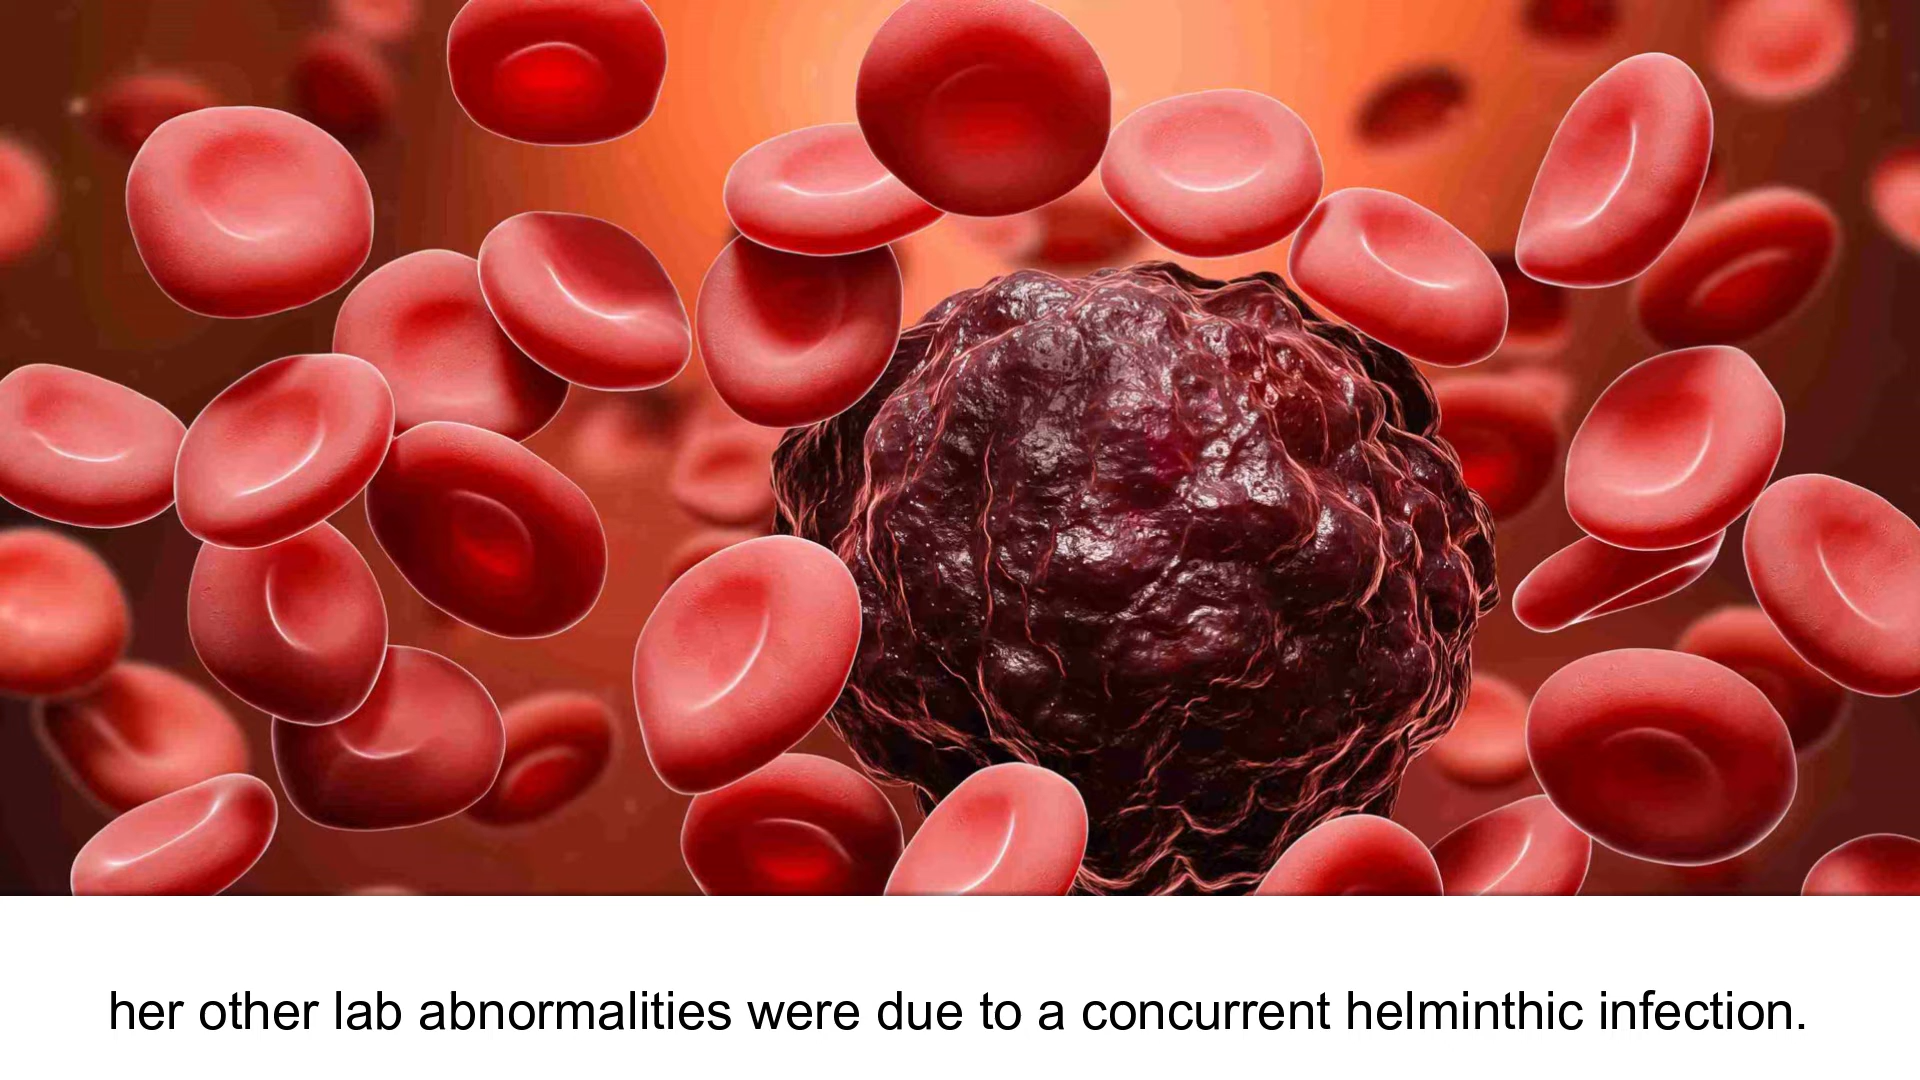 her other lab abnormalities were due to a concurrent helminthic infection.